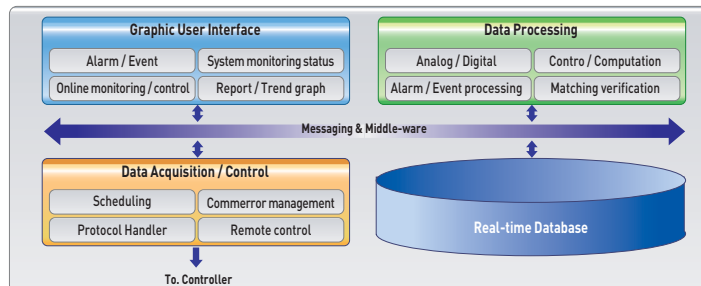 Graphic User Interface
Alarm / Event
System monitoring status
Online monitoring / control
Report / Trend graph
Data Processing
Analog / Digital
Contro / Computation
Alarm / Event processing
Matching verification
Messaging & Middle-ware
Data Acquisition / Control
Scheduling
Commerror management
Protocol Handler
Remote control
Real-time Database
To. Controller